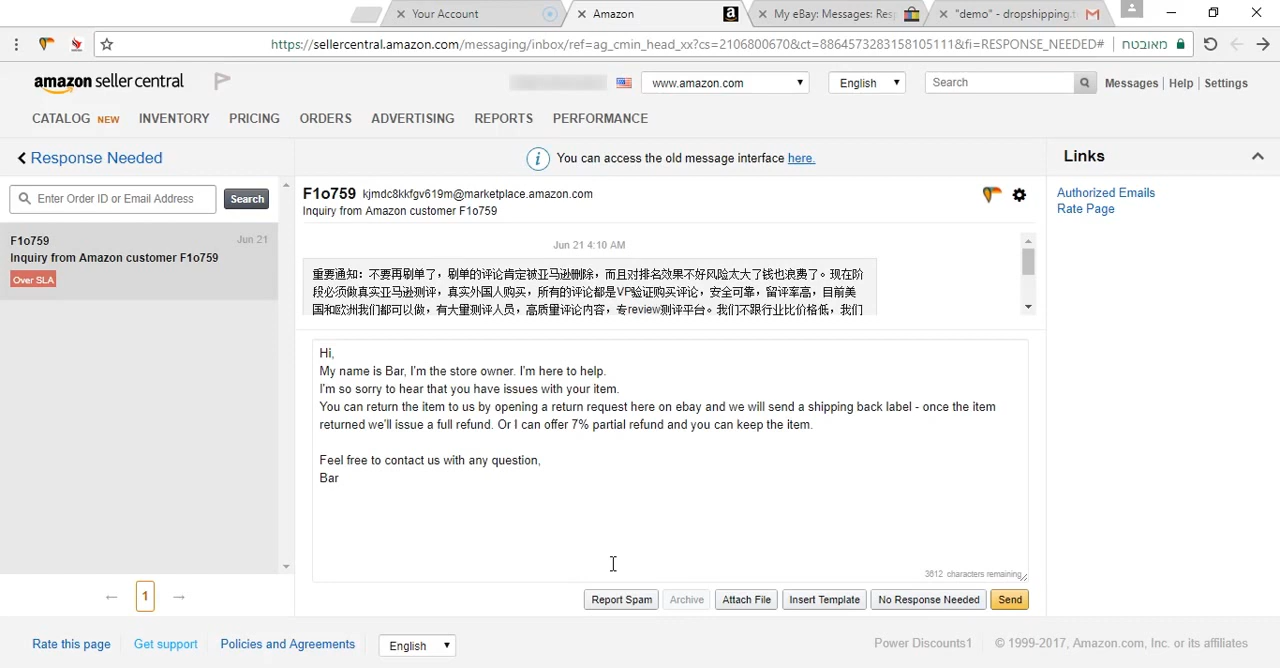 Your Account
Amazon
My eBay: Messages: Res
"demo" - dropshipping.t
https://sellercentral.amazon.com/messaging/inbox/ref=ag_cmin_head_xx?cs=2106800670&ct=8864573283158105111&fi=RESPONSE_NEEDED#
מאובטח
amazon seller central
www.amazon.com
English
Search
Messages | Help | Settings
CATALOG NEW
INVENTORY
PRICING
ORDERS
ADVERTISING
REPORTS
PERFORMANCE
Response Needed
You can access the old message interface here.
Links
Enter Order ID or Email Address
Search
F1o759 kjmdc8kkfgv619m@marketplace.amazon.com
Inquiry from Amazon customer F1o759
Authorized Emails
Rate Page
F1o759
Jun 21
Inquiry from Amazon customer F1o759
Over SLA
Jun 21 4:10 AM
重要通知：不要再刷单了，刷单的评论肯定被亚马逊删除，而且对排名效果不好风险太大了钱也浪费了。现在阶
段必须做真实亚马逊测评，真实外国人购买，所有的评论都是VP验证购买评论，安全可靠，留评率高，目前美
国和欧洲我们都可以做，有大量测评人员，高质量评论内容，专review测评平台。我们不跟行业比价格低，我们
Hi,
My name is Bar, I'm the store owner. I'm here to help.
I'm so sorry to hear that you have issues with your item.
You can return the item to us by opening a return request here on ebay and we will send a shipping back label - once the item
returned we'll issue a full refund. Or I can offer 7% partial refund and you can keep the item.
Feel free to contact us with any question,
Bar
3612 characters remaining
Report Spam
Archive
Attach File
Insert Template
No Response Needed
Send
1
Rate this page
Get support
Policies and Agreements
English
Power Discounts1
© 1999-2017, Amazon.com, Inc. or its affiliates